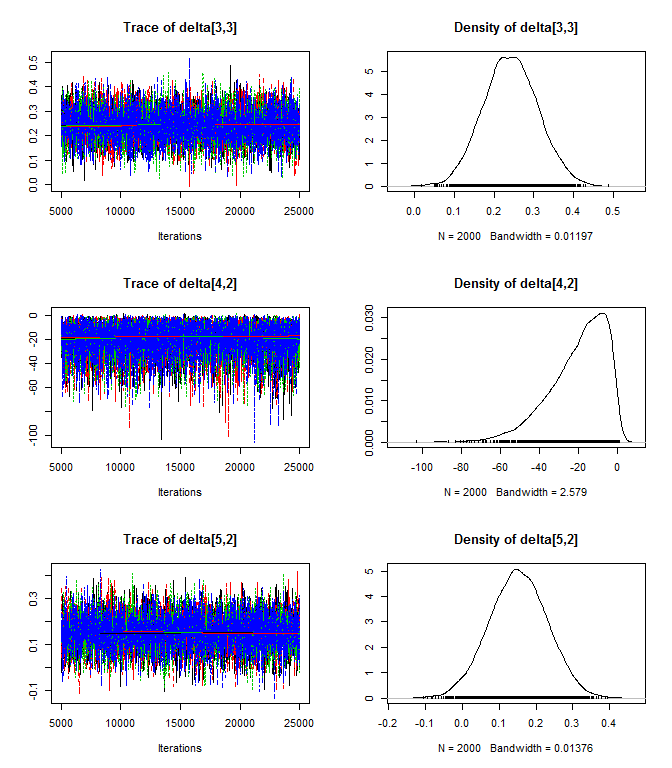 Trace of delta[3,3]
0.0 0.1 0.2 0.3 0.4 0.5
5000 10000 15000 20000 25000
Iterations
Density of delta[3,3]
0 1 2 3 4 5
0.0 0.1 0.2 0.3 0.4 0.5
N = 2000 Bandwidth = 0.01197
Trace of delta[4,2]
-100 -60 -40 -20 0
5000 10000 15000 20000 25000
Iterations
Density of delta[4,2]
0.000 0.010 0.020 0.030
-100 -80 -60 -40 -20 0
N = 2000 Bandwidth = 2.579
Trace of delta[5,2]
-0.1 0.1 0.3
5000 10000 15000 20000 25000
Iterations
Density of delta[5,2]
0 1 2 3 4 5
-0.2 -0.1 0.0 0.1 0.2 0.3 0.4
N = 2000 Bandwidth = 0.01376